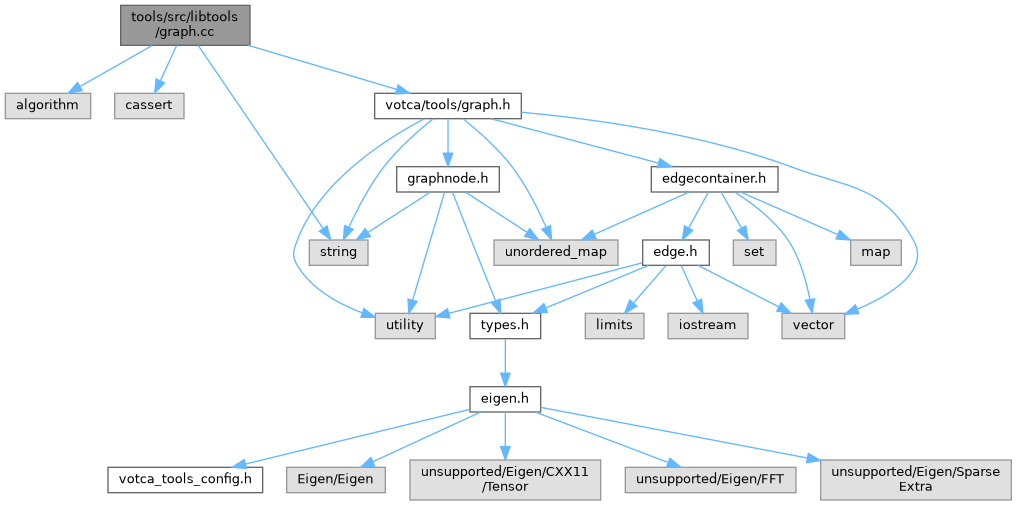 tools/src/libtools
/graph.cc
algorithm
cassert
votca/tools/graph.h
graphnode.h
edgecontainer.h
string
unordered_map
edge.h
set
map
utility
types.h
limits
iostream
vector
eigen.h
votca_tools_config.h
Eigen/Eigen
unsupported/Eigen/CXX11
/Tensor
unsupported/Eigen/FFT
unsupported/Eigen/Sparse
Extra